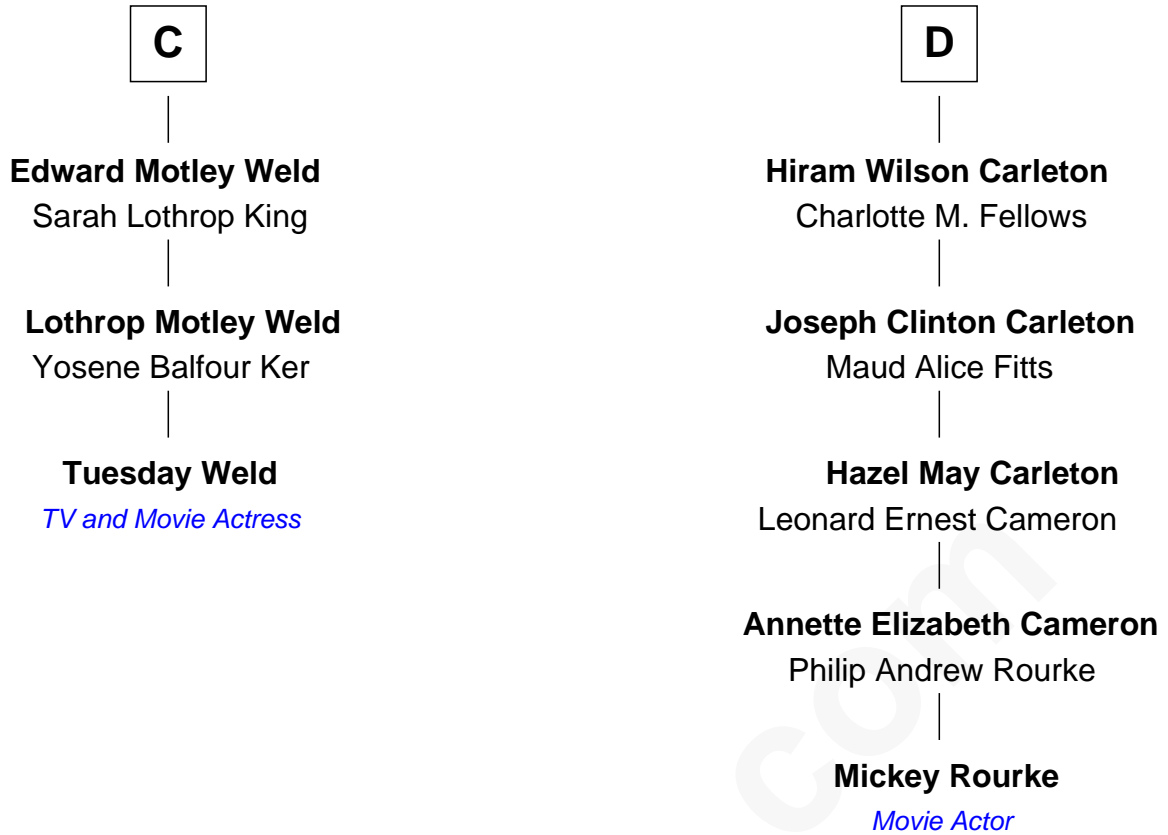 C
Edward Motley Weld
Sarah Lothrop King
Lothrop Motley Weld
Yosene Balfour Ker
Tuesday Weld
TV and Movie Actress
D
Hiram Wilson Carleton
Charlotte M. Fellows
Joseph Clinton Carleton
Maud Alice Fitts
Hazel May Carleton
Leonard Ernest Cameron
Annette Elizabeth Cameron
Philip Andrew Rourke
Mickey Rourke
Movie Actor
com